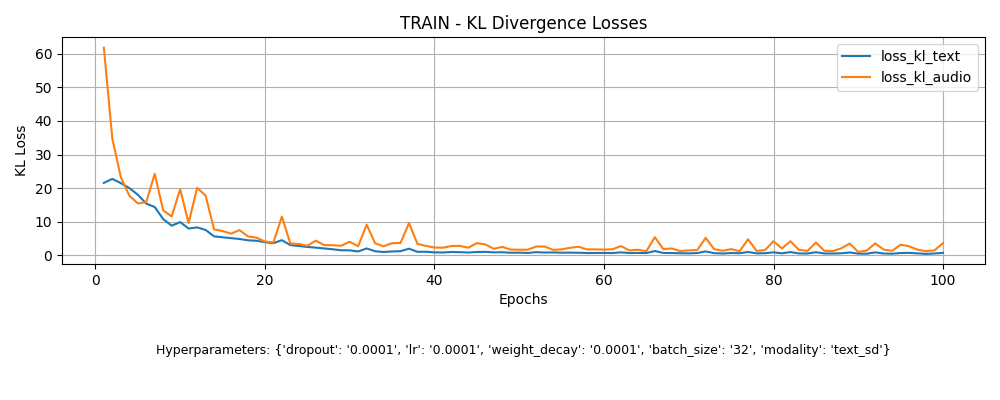 TRAIN - KL Divergence Losses
loss_kl_text
loss_kl_audio
KL Loss
60
50
40
30
20
10
0
0 20 40 60 80 100
Epochs
Hyperparameters: {'dropout': '0.0001', 'lr': '0.0001', 'weight_decay': '0.0001', 'batch_size': '32', 'modality': 'text_sd'}